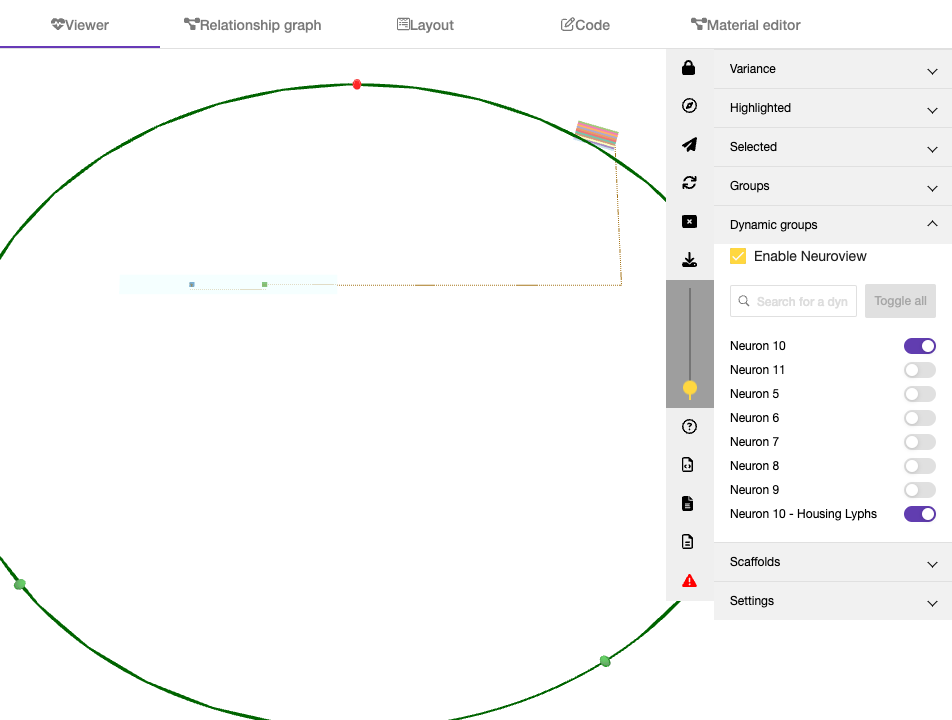 Viewer
Relationship graph
Layout
Code
Material editor
Variance
Highlighted
Selected
Groups
Dynamic groups
Enable Neuroview
Search for a dyn
Toggle all
Neuron 10
Neuron 11
Neuron 5
Neuron 6
Neuron 7
Neuron 8
Neuron 9
Neuron 10 - Housing Lyphs
Scaffolds
Settings